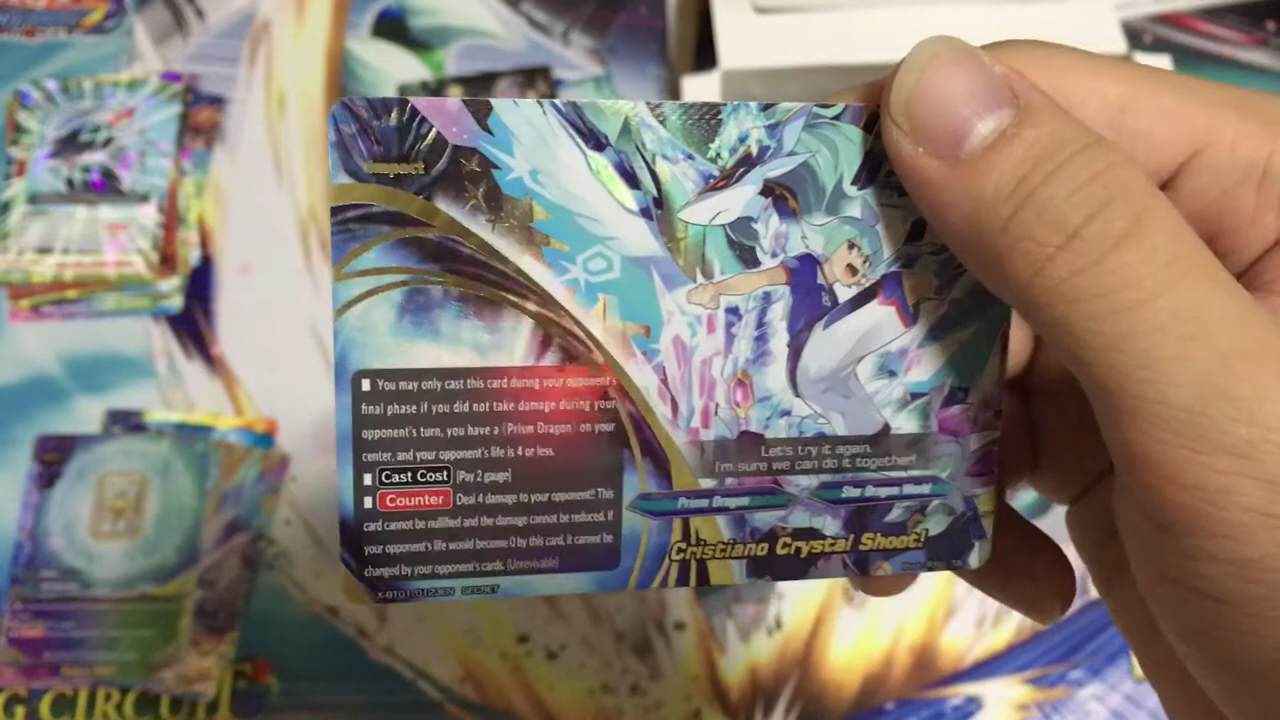 Impact
■ You may only cast this card during your opponent's
final phase if you did not take damage during your
opponent's turn, you have a ⟨Prism Dragon⟩ on your
center, and your opponent's life is 4 or less.
■ Cast Cost [Pay 2 gauge]
■ Counter Deal 4 damage to your opponent!! This
card cannot be nullified and the damage cannot be reduced. If
your opponent's life would become 0 by this card, it cannot be
changed by your opponent's cards. (Unrevivable)
X-BT01/0123EN SECRET
Let's try it again.
I'm sure we can do it together!
Prism Dragon
Star Dragon World
Cristiano Crystal Shoot!
G CIRCUIT